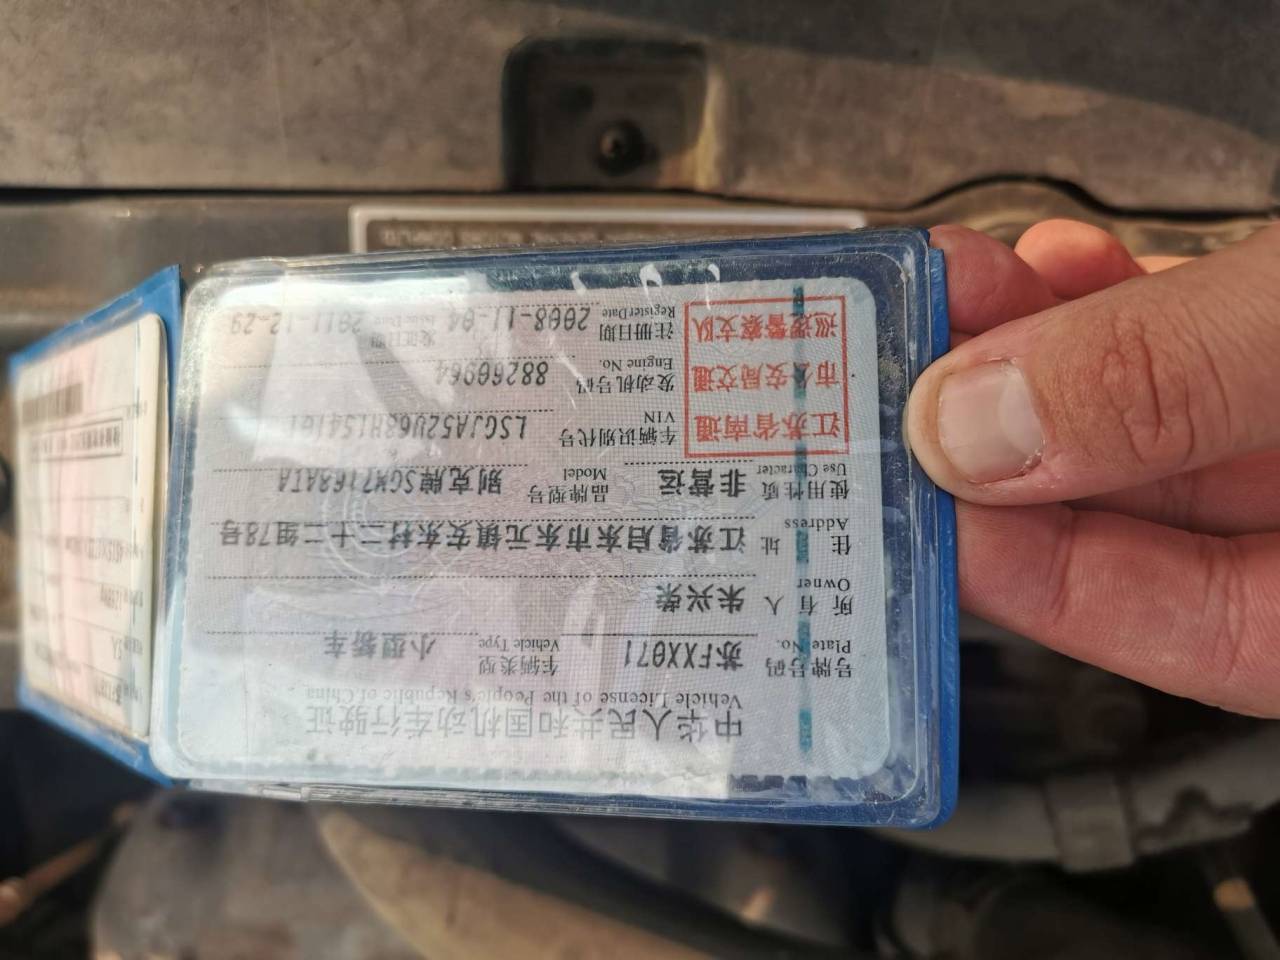 中华人民共和国机动车行驶证
Vehicle License of the People's Republic of China
号牌号码 苏FXX071 车辆类型 小型轿车
Plate No. Vehicle Type
所有人 朱兴荣
Owner
住址 江苏省启东市东元镇安东村二十二组78号
Address
使用性质 非营运 品牌型号 别克牌SGM7168ATA
Use Character Model
江苏省南通
市公安局交通
巡逻警察支队
车辆识别代号 LSGJA52U68H154161
VIN
发动机号码 88260964
Engine No.
注册日期 2008-11-04 发证日期 2011-12-29
Register Date Issue Date